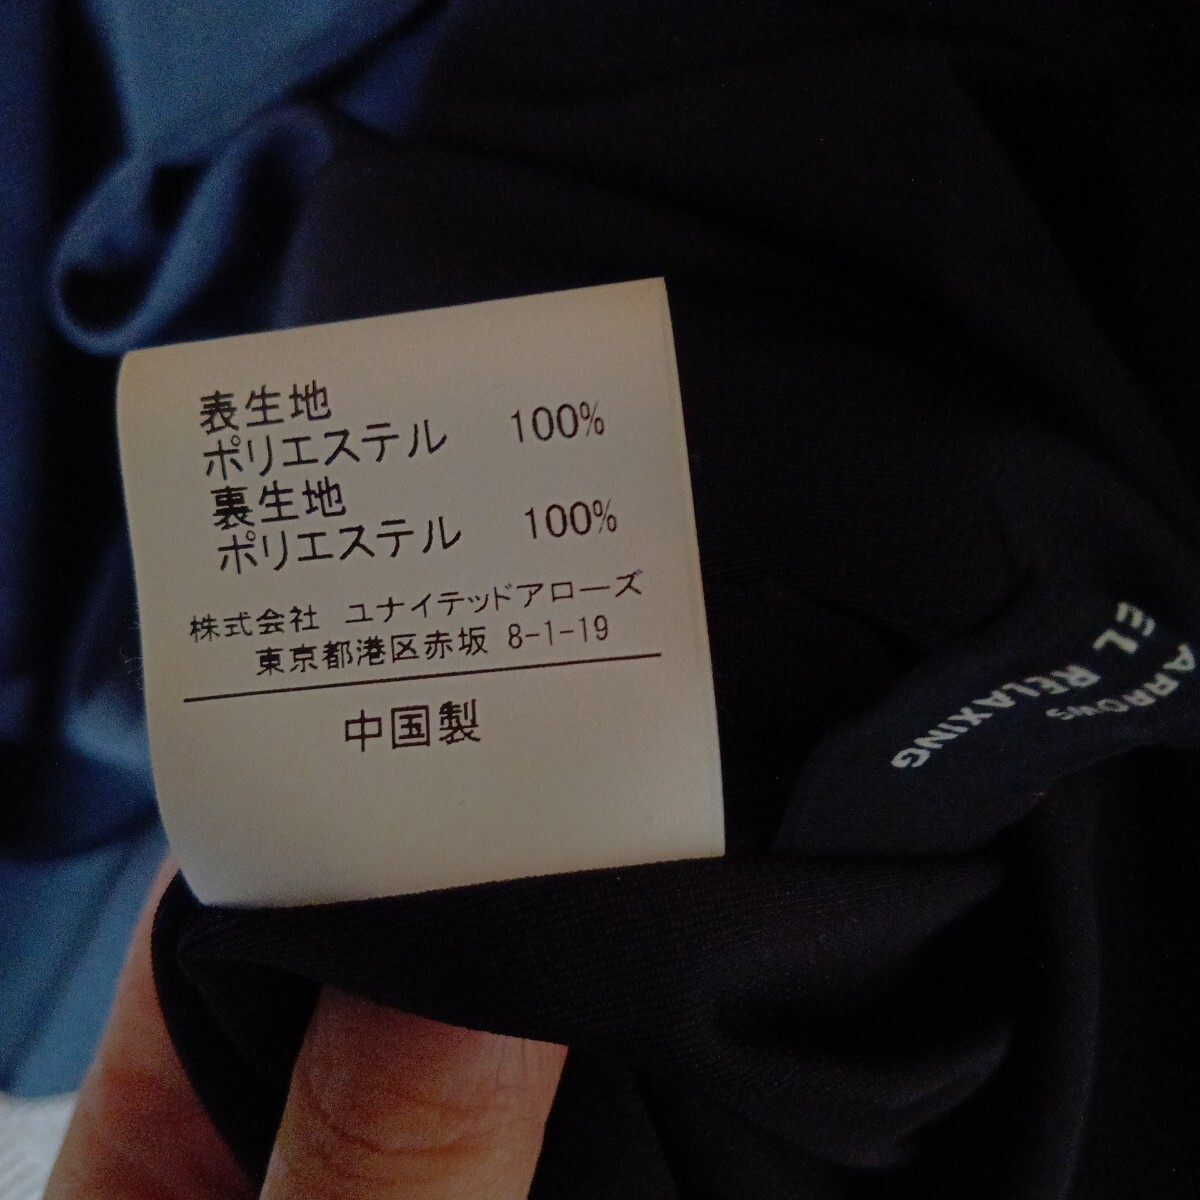 表生地
ポリエステル 100%
裏生地
ポリエステル 100%
株式会社 ユナイテッドアローズ
東京都港区赤坂 8-1-19
中国製
ARROWS
EL RELAXING